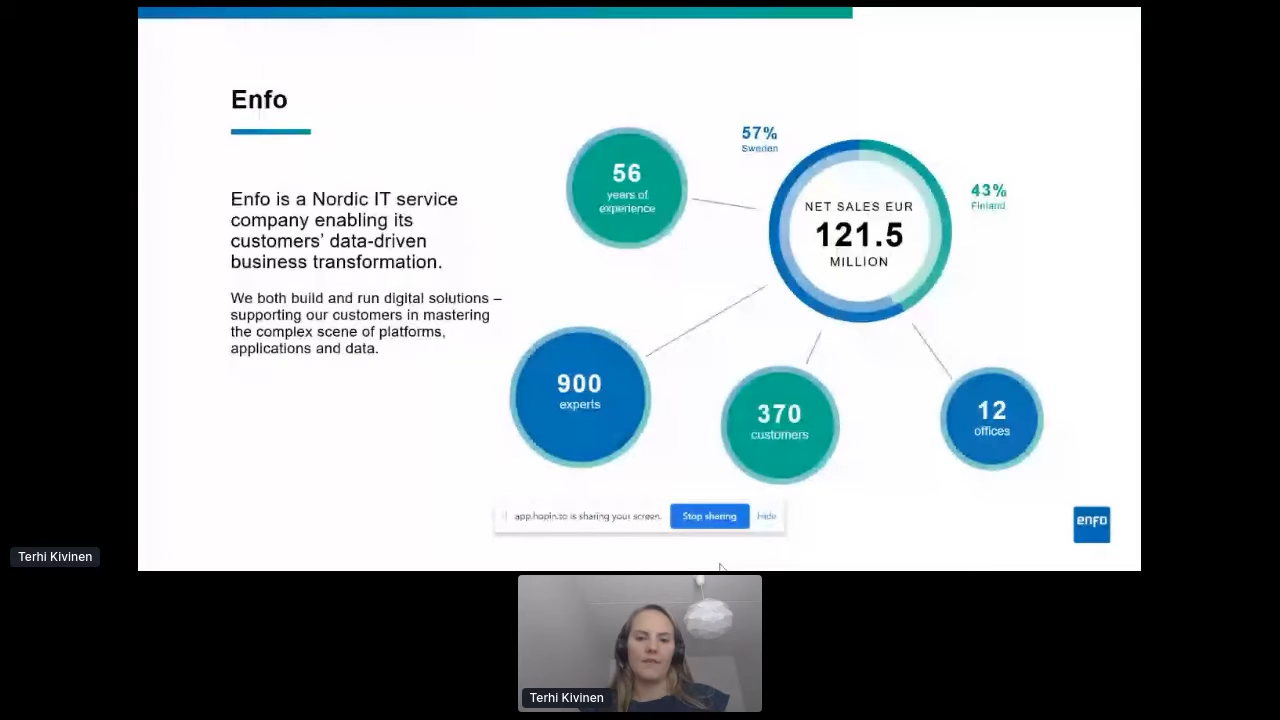 Enfo
Enfo is a Nordic IT service
company enabling its
customers' data-driven
business transformation.
We both build and run digital solutions –
supporting our customers in mastering
the complex scene of platforms,
applications and data.
56
years of
experience
57%
Sweden
NET SALES EUR
121.5
MILLION
43%
Finland
900
experts
370
customers
12
offices
app.hopin.to is sharing your screen.
Stop sharing
Hide
enfo
Terhi Kivinen
Terhi Kivinen